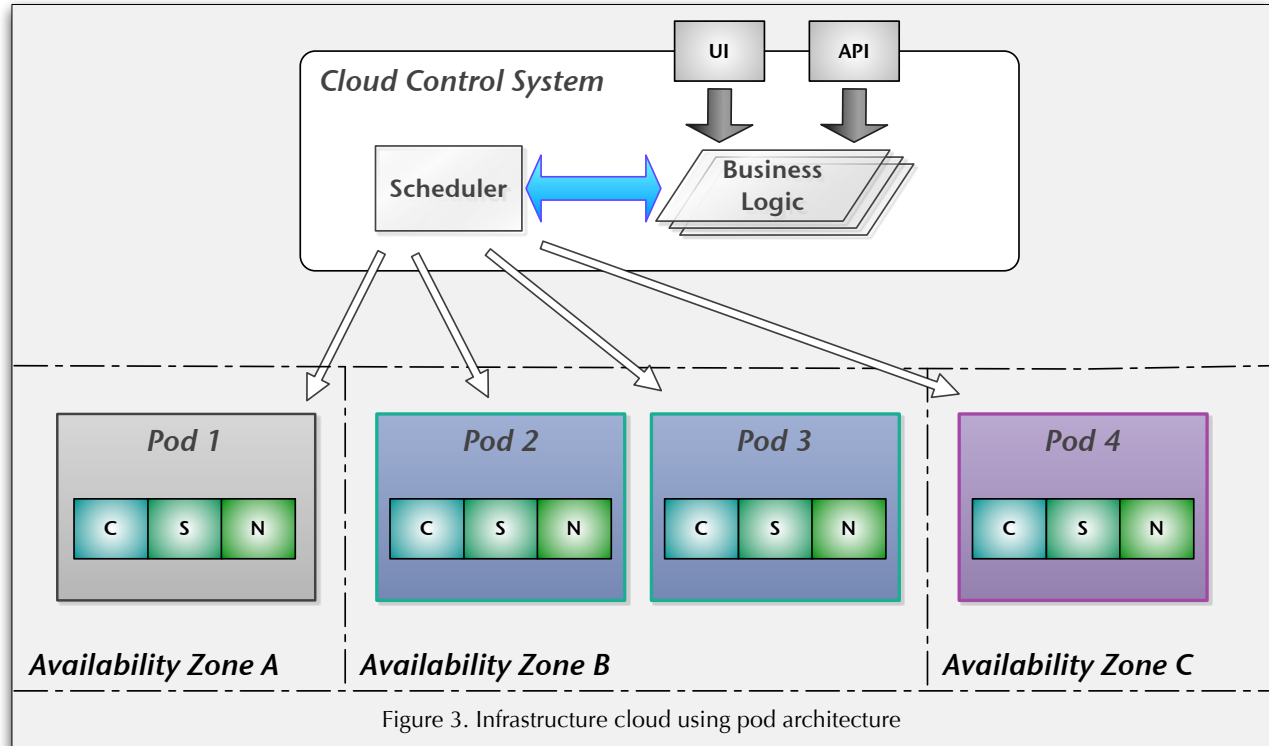 UI
API
Cloud Control System
Scheduler
Business
Logic
Pod 1
Pod 2
Pod 3
Pod 4
C S N
C S N
C S N
C S N
Availability Zone A
Availability Zone B
Availability Zone C
Figure 3. Infrastructure cloud using pod architecture